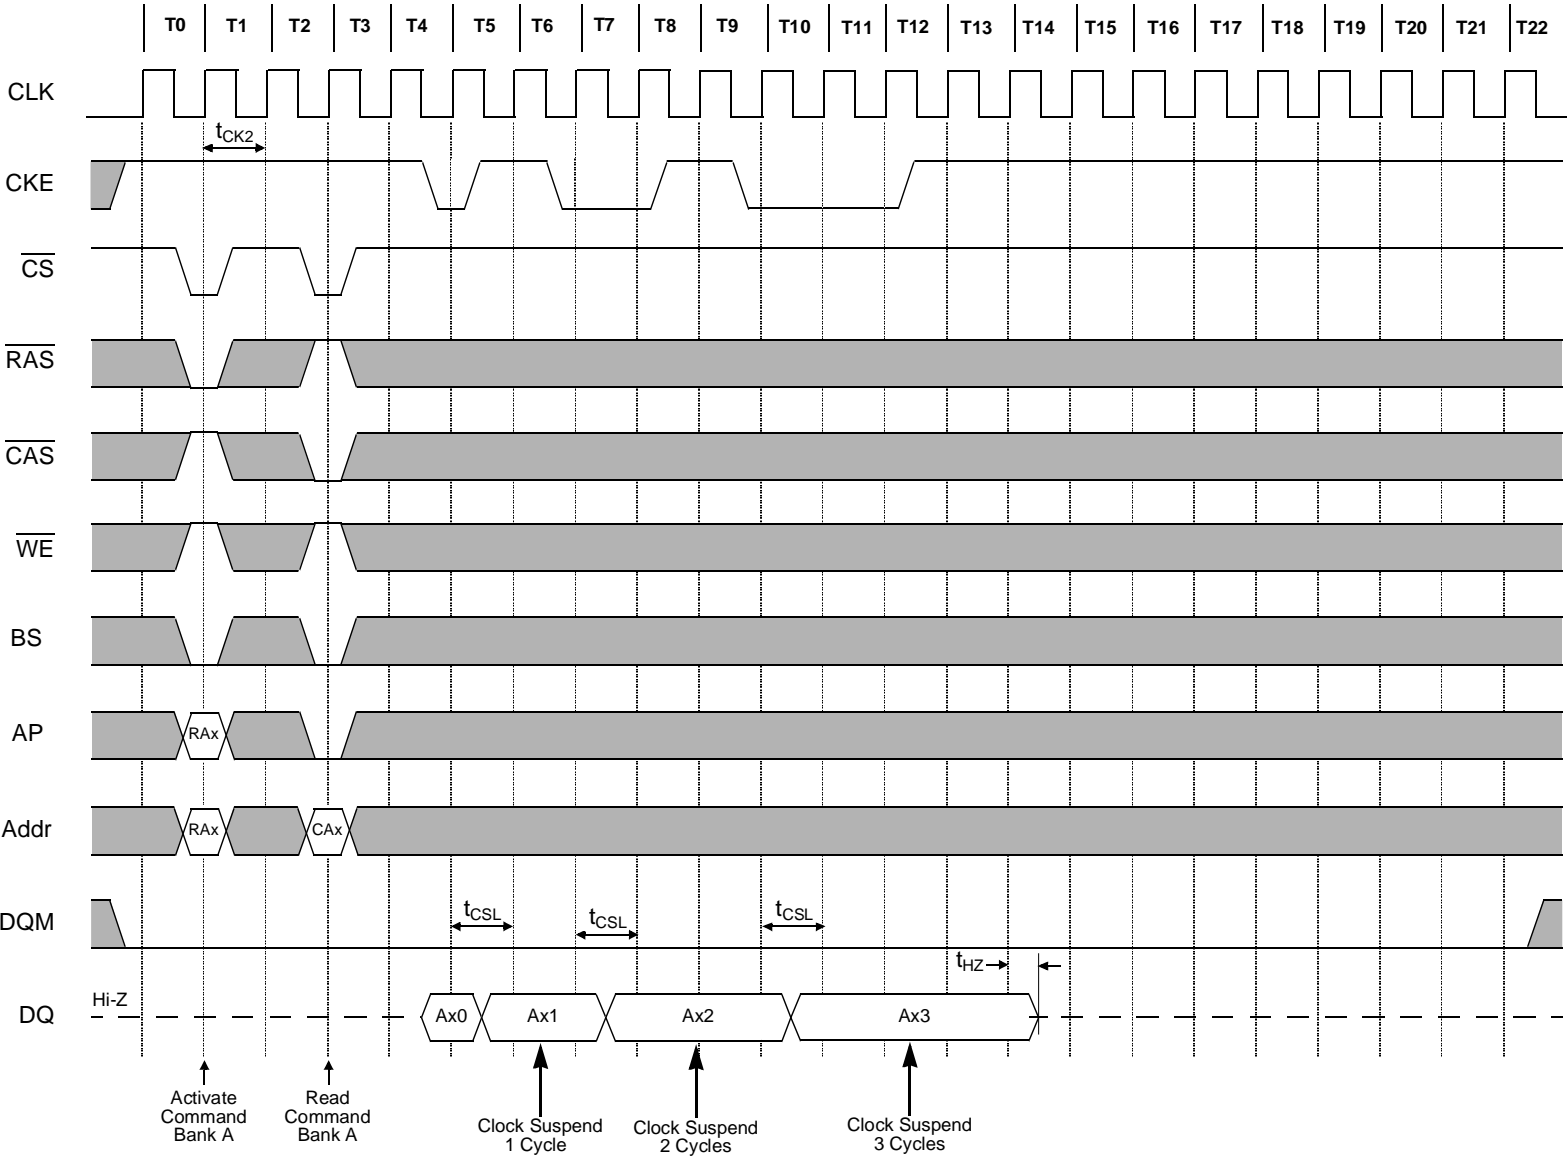 T0 T1 T2 T3 T4 T5 T6 T7 T8 T9 T10 T11 T12 T13 T14 T15 T16 T17 T18 T19 T20 T21 T22
CLK
tCK2
CKE
CS
RAS
CAS
WE
BS
AP
RAx
Addr
RAx CAx
DQM
tCSL tCSL tCSL
tHZ
DQ
Hi-Z
Ax0 Ax1 Ax2 Ax3
Activate
Command
Bank A
Read
Command
Bank A
Clock Suspend
1 Cycle
Clock Suspend
2 Cycles
Clock Suspend
3 Cycles